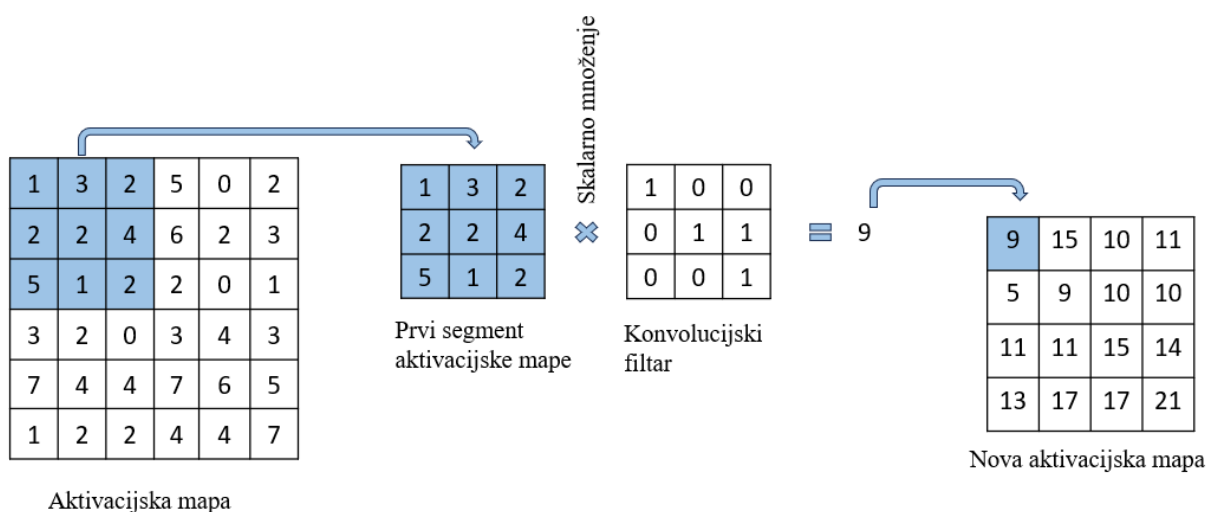 1 3 2 5 0 2
2 2 4 6 2 3
5 1 2 2 0 1
3 2 0 3 4 3
7 4 4 7 6 5
1 2 2 4 4 7
Aktivacijska mapa
1 3 2
2 2 4
5 1 2
Prvi segment
aktivacijske mape
Skalarno množenje
1 0 0
0 1 1
0 0 1
Konvolucijski
filtar
= 9
9 15 10 11
5 9 10 10
11 11 15 14
13 17 17 21
Nova aktivacijska mapa